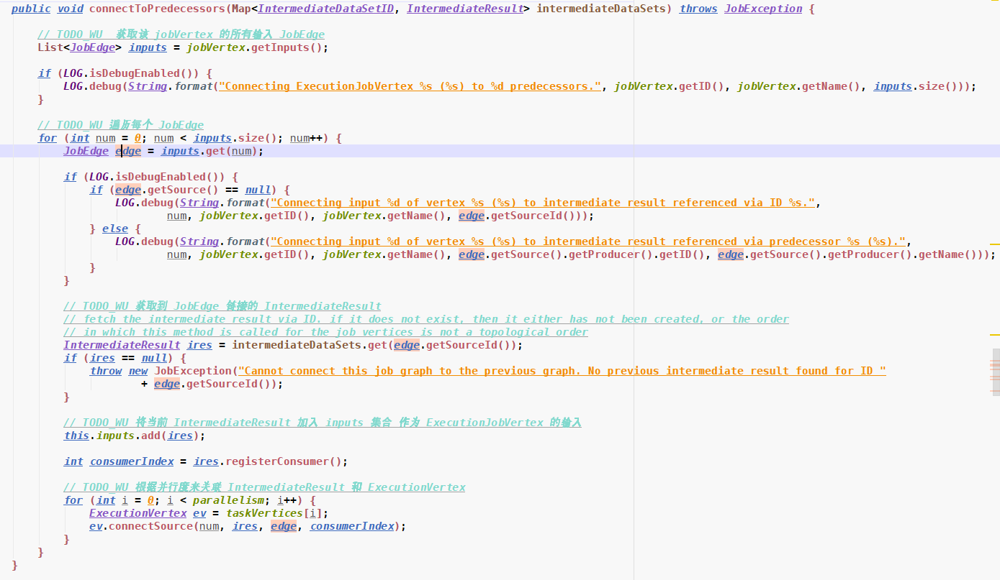 public void connectToPredecessors(Map<IntermediateDataSetID, IntermediateResult> intermediateDataSets) throws JobException {
// TODO_WU  获取该 jobVertex 的所有输入 JobEdge
List<JobEdge> inputs = jobVertex.getInputs();
if (LOG.isDebugEnabled()) {
LOG.debug(String.format("Connecting ExecutionJobVertex %s (%s) to %d predecessors.", jobVertex.getID(), jobVertex.getName(), inputs.size()));
}
// TODO_WU 遍历每个 JobEdge
for (int num = 0; num < inputs.size(); num++) {
JobEdge edge = inputs.get(num);
if (LOG.isDebugEnabled()) {
if (edge.getSource() == null) {
LOG.debug(String.format("Connecting input %d of vertex %s (%s) to intermediate result referenced via ID %s.",
num, jobVertex.getID(), jobVertex.getName(), edge.getSourceId()));
} else {
LOG.debug(String.format("Connecting input %d of vertex %s (%s) to intermediate result referenced via predecessor %s (%s).",
num, jobVertex.getID(), jobVertex.getName(), edge.getSource().getProducer().getID(), edge.getSource().getProducer().getName()));
}
}
// TODO_WU 获取到 JobEdge 链接的 IntermediateResult
// fetch the intermediate result via ID. if it does not exist, then it either has not been created, or the order
// in which this method is called for the job vertices is not a topological order
IntermediateResult ires = intermediateDataSets.get(edge.getSourceId());
if (ires == null) {
throw new JobException("Cannot connect this job graph to the previous graph. No previous intermediate result found for ID "
+ edge.getSourceId());
}
// TODO_WU 将当前 IntermediateResult 加入 inputs 集合 作为 ExecutionJobVertex 的输入
this.inputs.add(ires);
int consumerIndex = ires.registerConsumer();
// TODO_WU 根据并行度来关联 IntermediateResult 和 ExecutionVertex
for (int i = 0; i < parallelism; i++) {
ExecutionVertex ev = taskVertices[i];
ev.connectSource(num, ires, edge, consumerIndex);
}
}
}